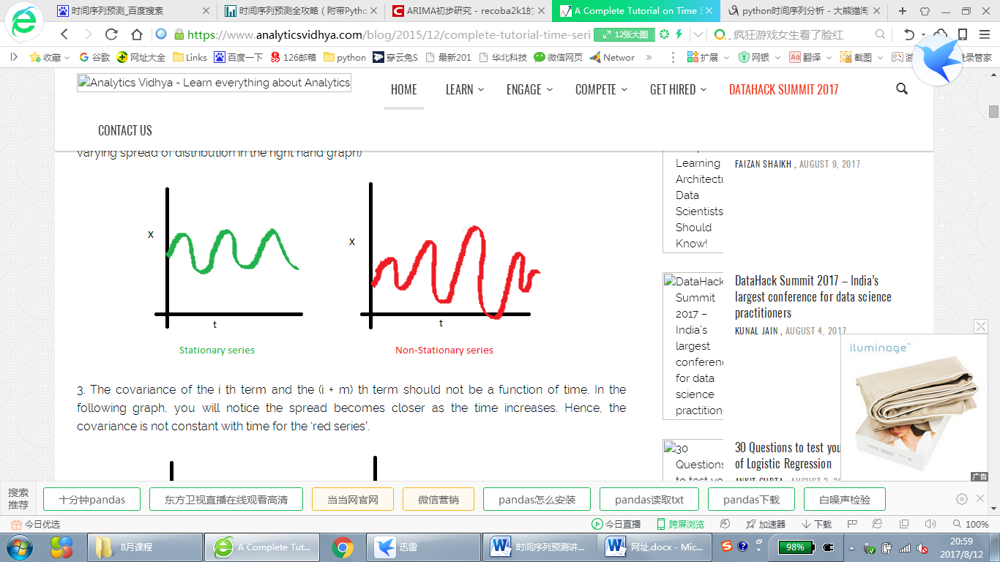 时间序列预测_百度搜索
时间序列预测全攻略（附带Pytho
ARIMA初步研究 - recoba2k1的
A Complete Tutorial on Time S
python时间序列分析 - 大熊猫淘
https://www.analyticsvidhya.com/blog/2015/12/complete-tutorial-time-seri
12张大图
疯狂游戏女生看了脸红
收藏
谷歌
网址大全
Links
百度一下
126邮箱
python
穿云兔S
最新201
华北科技
微信网页
Networ
»
扩展
网银
翻译
截图
游
登录管家
Analytics Vidhya - Learn everything about Analytics
HOME
LEARN
ENGAGE
COMPETE
GET HIRED
DATAHACK SUMMIT 2017
CONTACT US
varying spread of distribution in the right hand graph)
x
t
Stationary series
x
t
Non-Stationary series
3. The covariance of the i th term and the (i + m) th term should not be a function of time. In the
following graph, you will notice the spread becomes closer as the time increases. Hence, the
covariance is not constant with time for the ‘red series’.
Learning
Architectu
Data
Scientists
Should
Know!
FAIZAN SHAIKH , AUGUST 9, 2017
DataHack
Summit
2017 –
India's
largest
conference
for data
science
practitioner
DataHack Summit 2017 – India’s
largest conference for data science
practitioners
KUNAL JAIN , AUGUST 4, 2017
30
Questions
to test yo
30 Questions to test you
of Logistic Regression
ANKIT GUPTA , AUGUST 3, 20
iluminage™
广告
搜索
推荐
十分钟pandas
东方卫视直播在线观看高清
当当网官网
微信营销
pandas怎么安装
pandas读取txt
pandas下载
白噪声检验
今日优选
今日直播
跨屏浏览
加速器
下载
100%
8月课程
A Complete Tut...
迅雷
时间序列预测讲...
网址.docx - Mic...
98%
20:59
2017/8/12